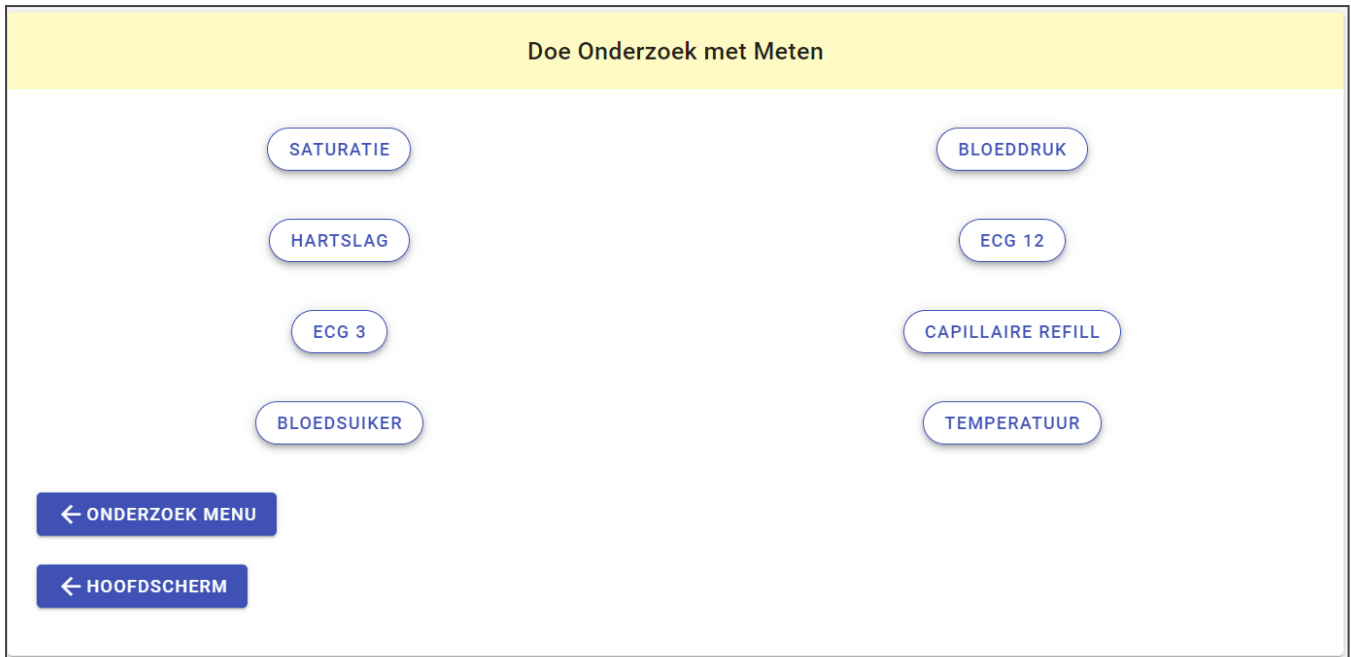 Doe Onderzoek met Meten
SATURATIE
BLOEDDRUK
HARTSLAG
ECG 12
ECG 3
CAPILLAIRE REFILL
BLOEDSUIKER
TEMPERATUUR
ONDERZOEK MENU
HOOFDSCHERM